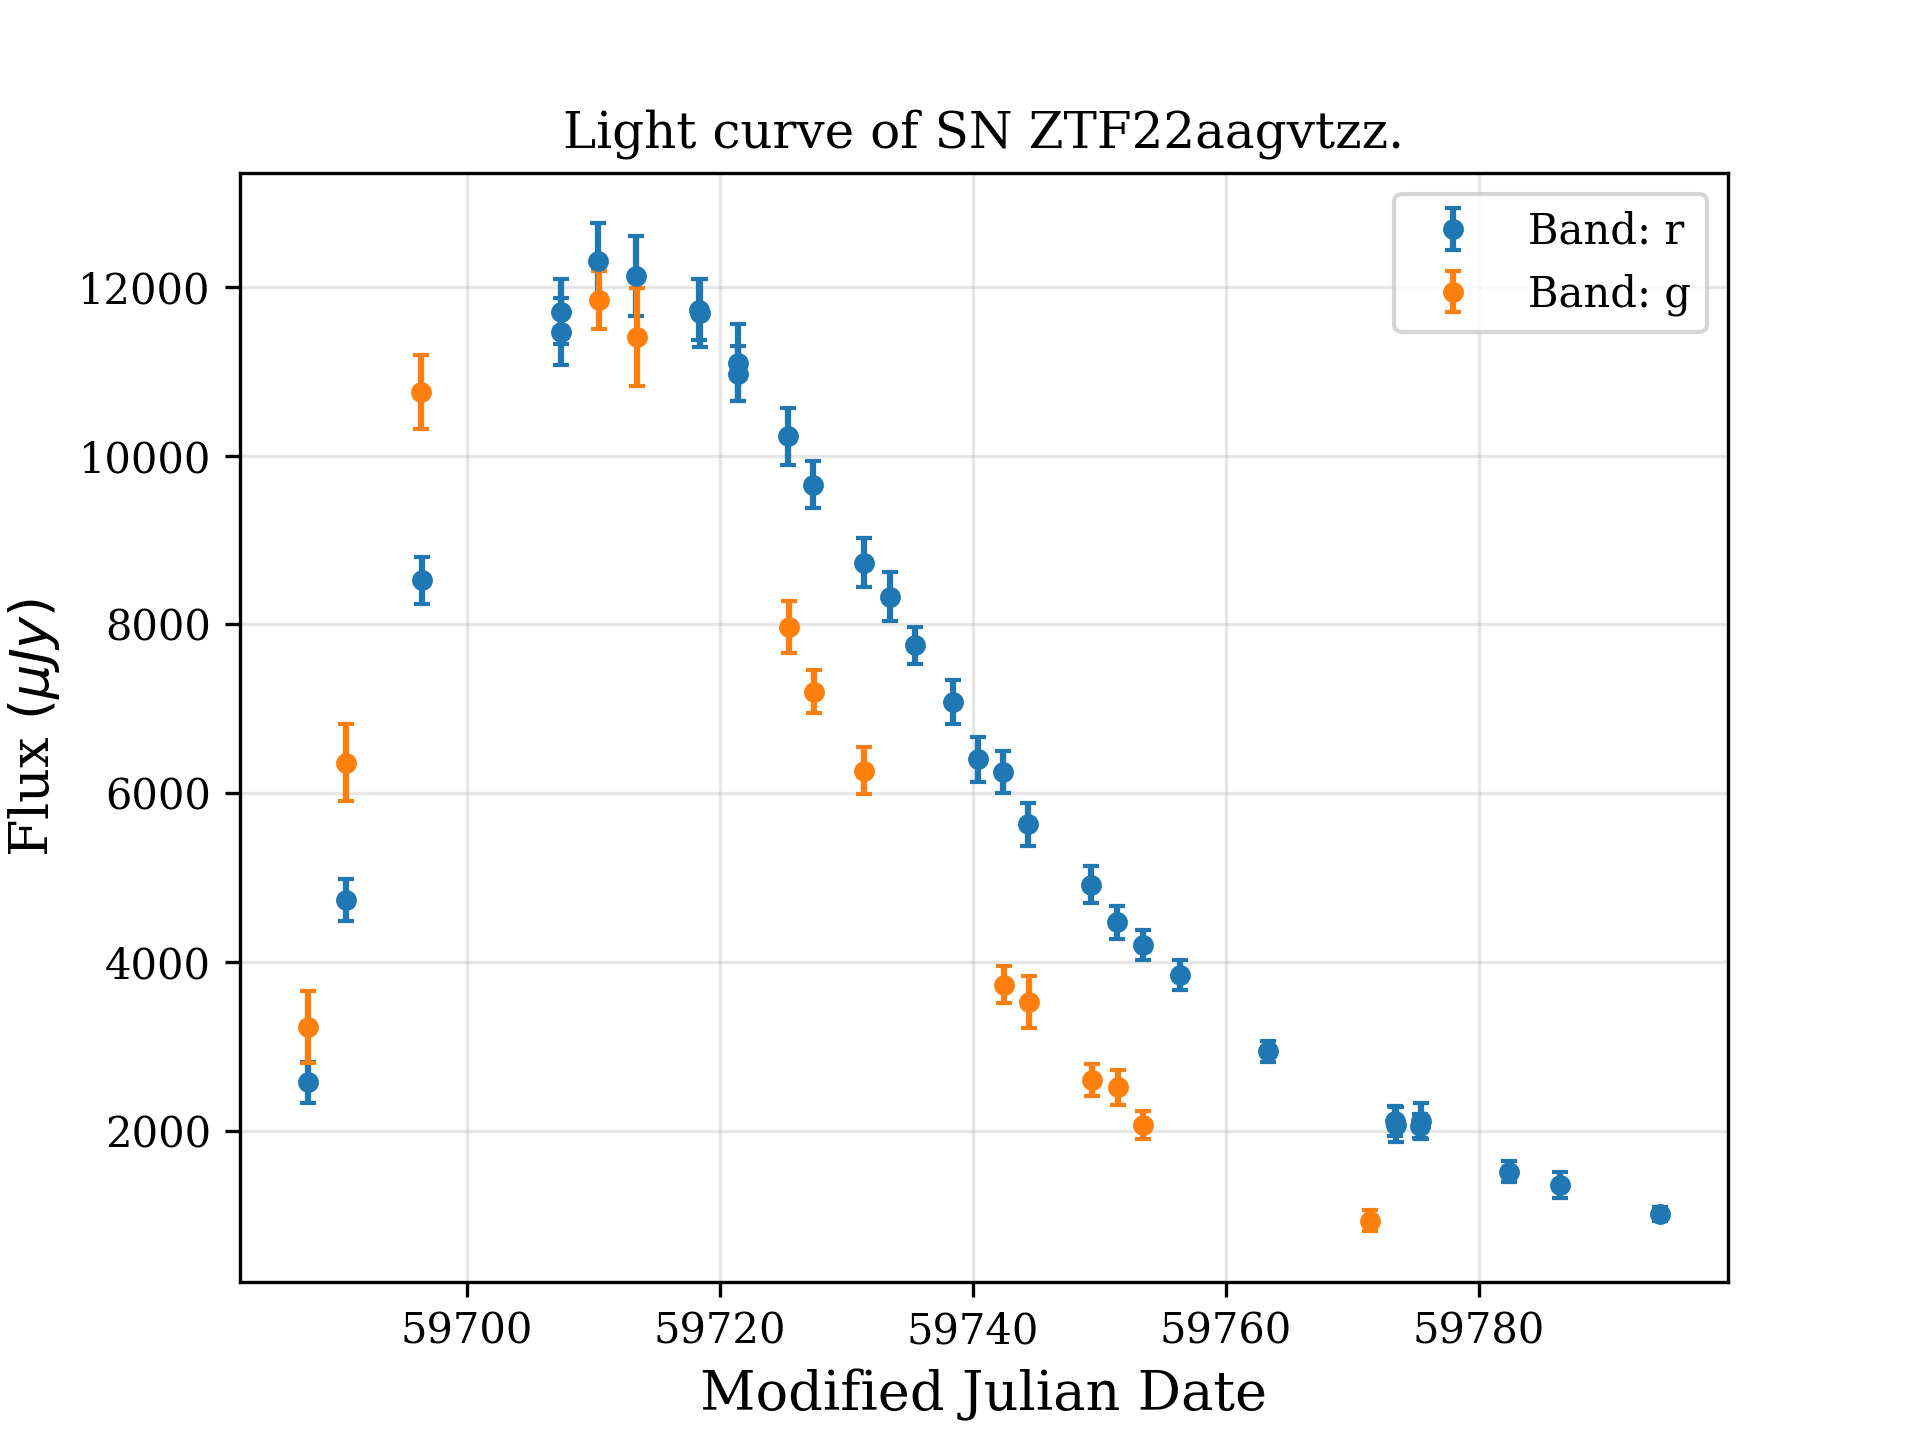 Light curve of SN ZTF22aagvtzz.
Band: r
Band: g
12000
10000
8000
6000
4000
2000
Flux (μJy)
59700 59720 59740 59760 59780
Modified Julian Date